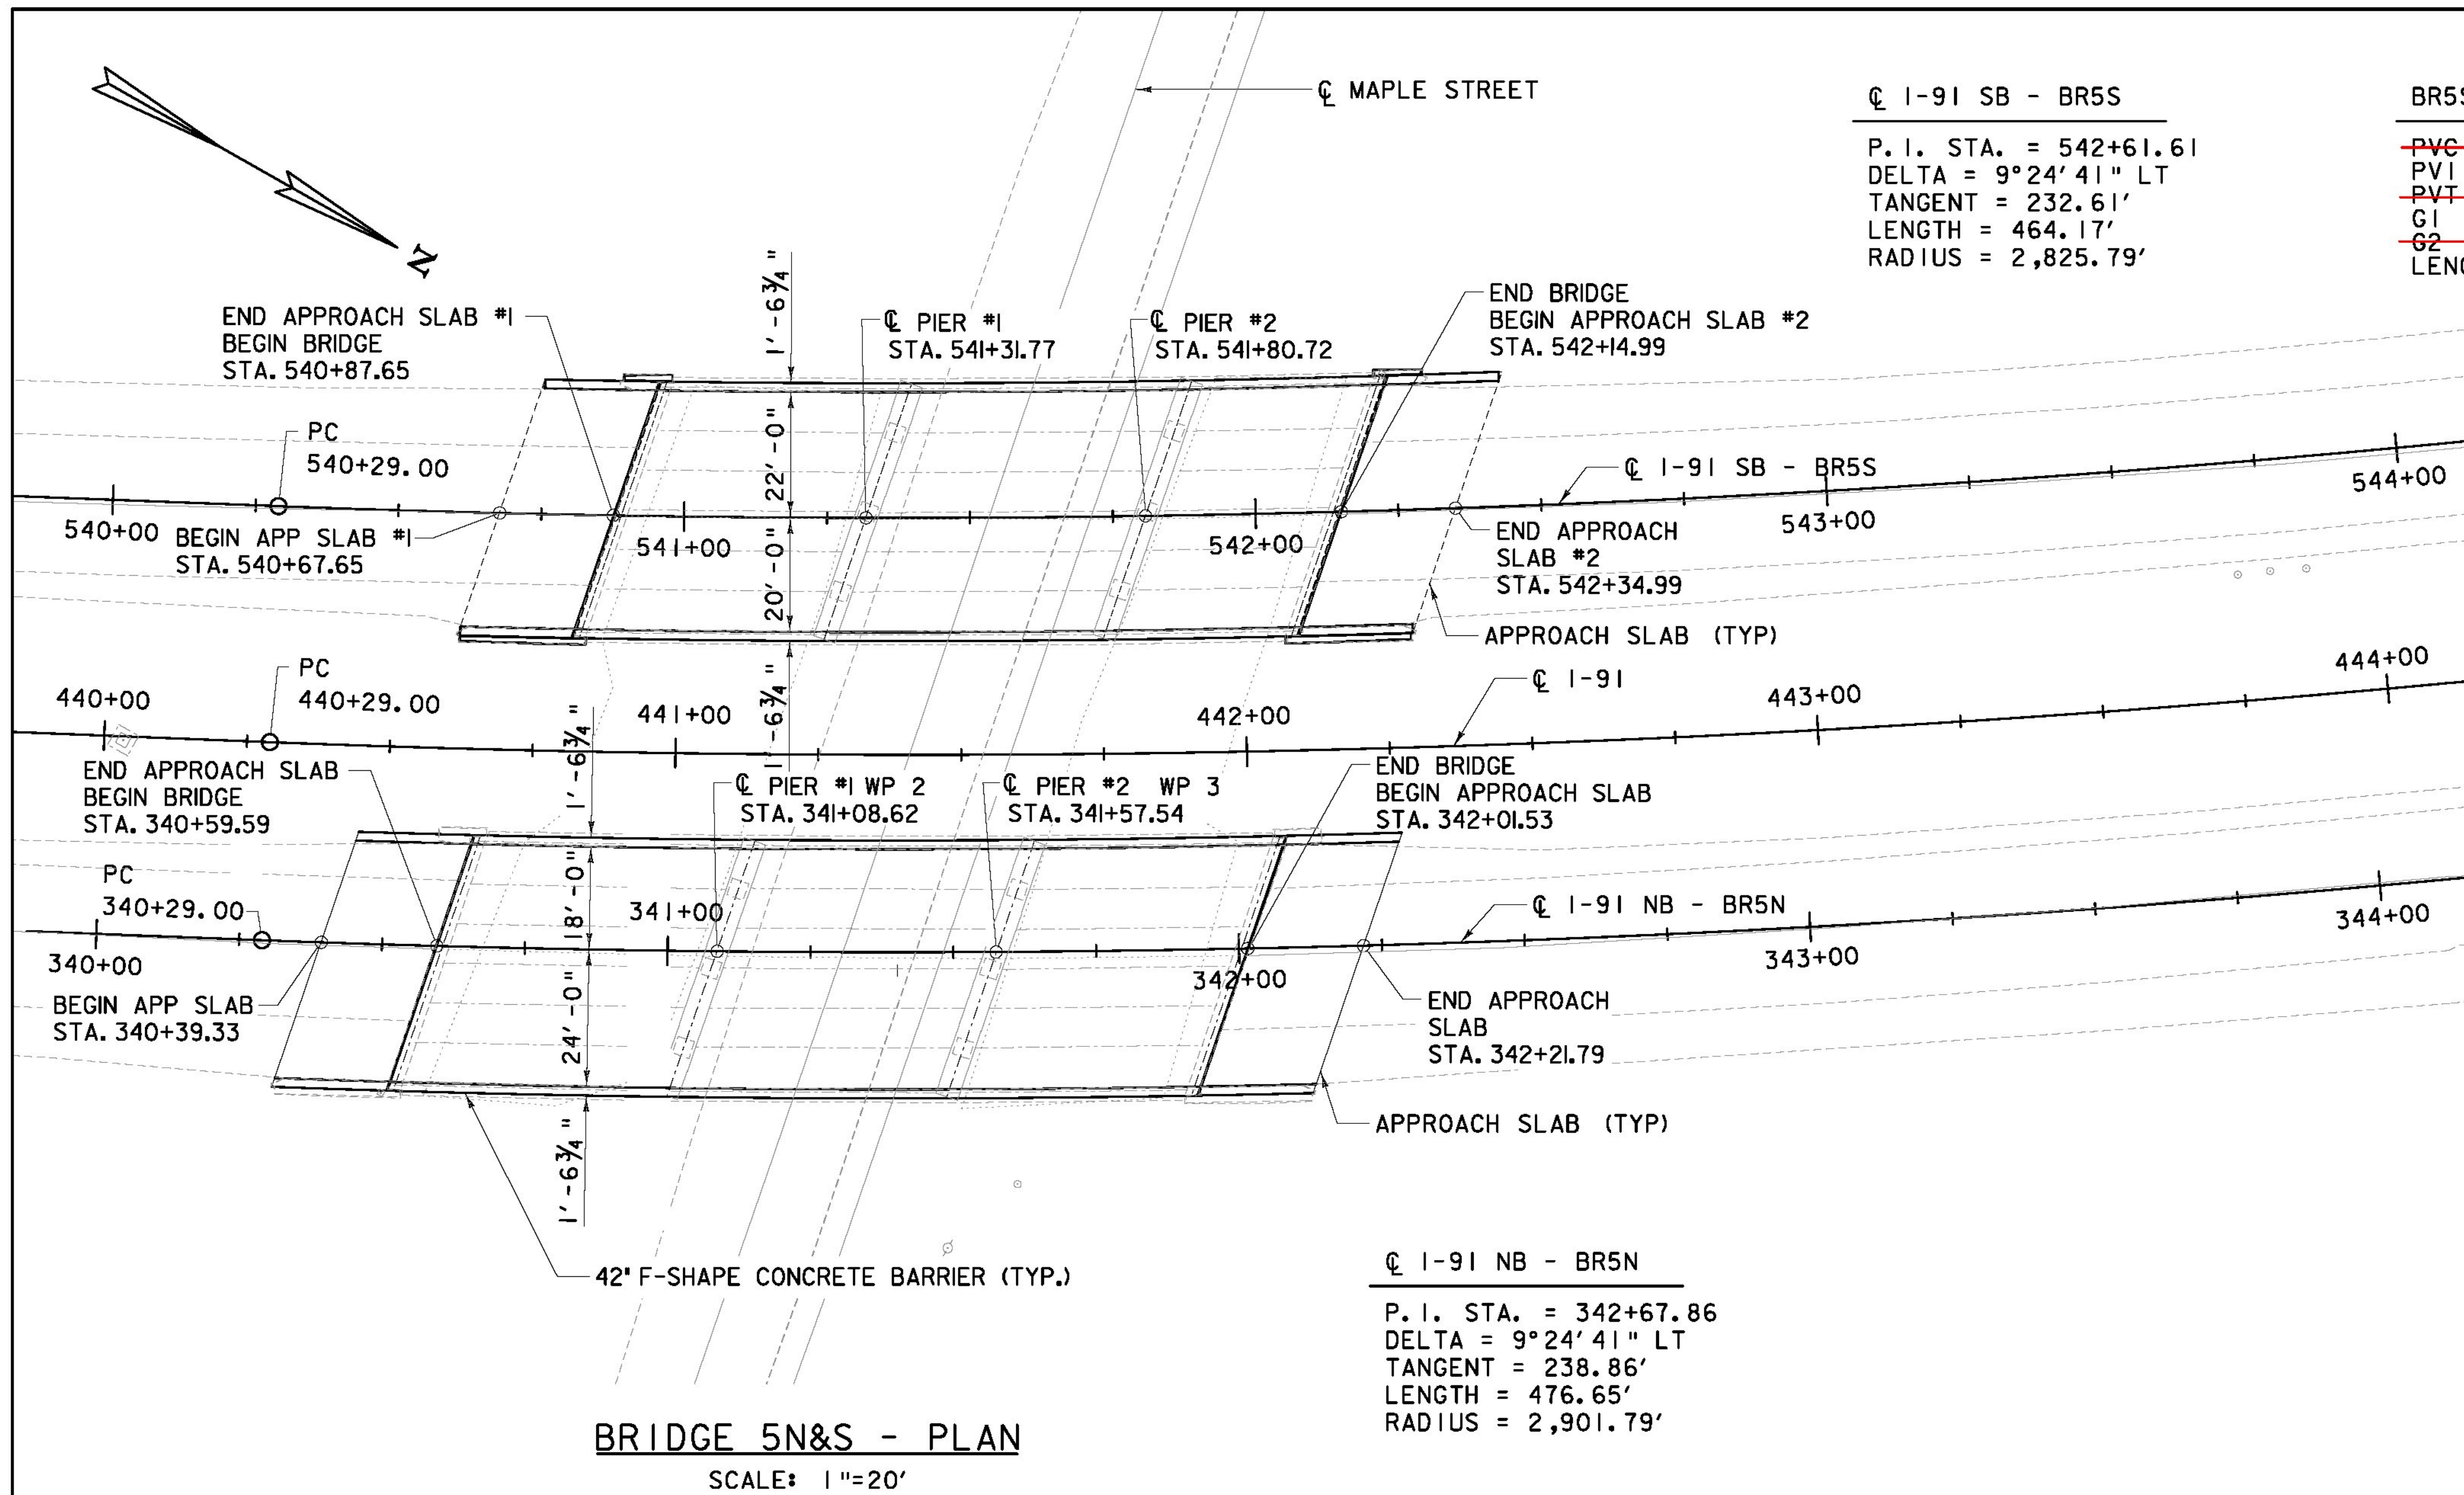 ℄ MAPLE STREET
℄ I-91 SB - BR5S
P.I. STA. = 542+61.61
DELTA = 9°24'41" LT
TANGENT = 232.61'
LENGTH = 464.17'
RADIUS = 2,825.79'
BR5S
PVC
PVI
PVT
G1
G2
LENG
N
END APPROACH SLAB #1
BEGIN BRIDGE
STA. 540+87.65
1'-6¾"
℄ PIER #1
STA. 541+31.77
℄ PIER #2
STA. 541+80.72
END BRIDGE
BEGIN APPROACH SLAB #2
STA. 542+14.99
PC
540+29.00
22'-0"
℄ I-91 SB - BR5S
540+00
BEGIN APP SLAB #1
STA. 540+67.65
541+00
20'-0"
542+00
543+00
544+00
END APPROACH
SLAB #2
STA. 542+34.99
APPROACH SLAB (TYP)
PC
440+29.00
440+00
441+00
1'-6¾"
442+00
℄ I-91
443+00
444+00
1'-6¾"
END APPROACH SLAB
BEGIN BRIDGE
STA. 340+59.59
℄ PIER #1 WP 2
STA. 341+08.62
℄ PIER #2 WP 3
STA. 341+57.54
END BRIDGE
BEGIN APPROACH SLAB
STA. 342+01.53
PC
340+29.00
18'-0"
341+00
℄ I-91 NB - BR5N
340+00
342+00
343+00
344+00
BEGIN APP SLAB
STA. 340+39.33
24'-0"
END APPROACH
SLAB
STA. 342+21.79
APPROACH SLAB (TYP)
1'-6¾"
42" F-SHAPE CONCRETE BARRIER (TYP.)
℄ I-91 NB - BR5N
P.I. STA. = 342+67.86
DELTA = 9°24'41" LT
TANGENT = 238.86'
LENGTH = 476.65'
RADIUS = 2,901.79'
BRIDGE 5N&S - PLAN
SCALE: 1"=20'